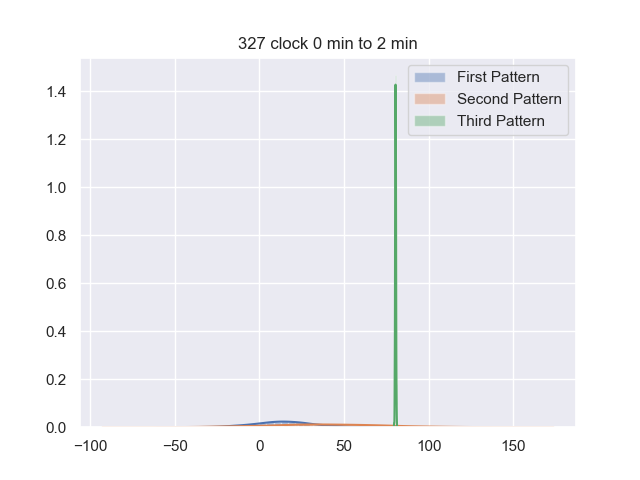 327 clock 0 min to 2 min
First Pattern
Second Pattern
Third Pattern
1.4
1.2
1.0
0.8
0.6
0.4
0.2
0.0
−100 −50 0 50 100 150